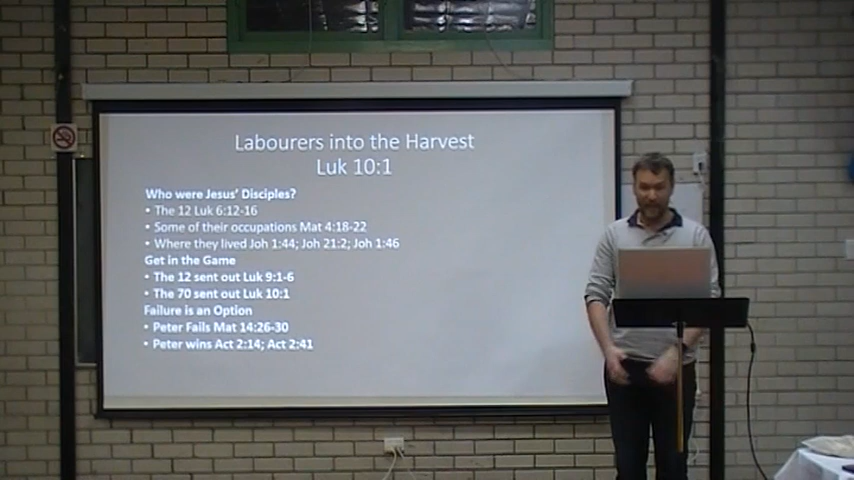 Labourers into the Harvest
Luk 10:1
Who were Jesus' Disciples?
• The 12 Luk 6:12-16
• Some of their occupations Mat 4:18-22
• Where they lived Joh 1:44; Joh 21:2; Joh 1:46
Get in the Game
• The 12 sent out Luk 9:1-6
• The 70 sent out Luk 10:1
Failure is an Option
• Peter Fails Mat 14:26-30
• Peter wins Act 2:14; Act 2:41